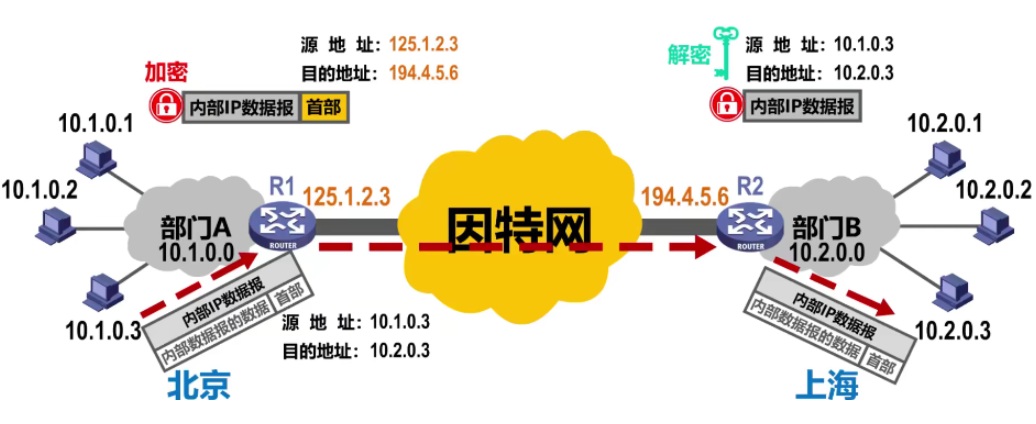 源 地 址：125.1.2.3
目的地址：194.4.5.6
加密
内部IP数据报 首部
解密
源 地 址：10.1.0.3
目的地址：10.2.0.3
内部IP数据报
10.1.0.1
10.1.0.2
10.1.0.3
部门A
10.1.0.0
R1
ROUTER
125.1.2.3
因特网
194.4.5.6
R2
ROUTER
部门B
10.2.0.0
10.2.0.1
10.2.0.2
10.2.0.3
内部IP数据报
内部数据报的数据 首部
源 地 址：10.1.0.3
目的地址：10.2.0.3
北京
内部IP数据报
内部数据报的数据 首部
上海